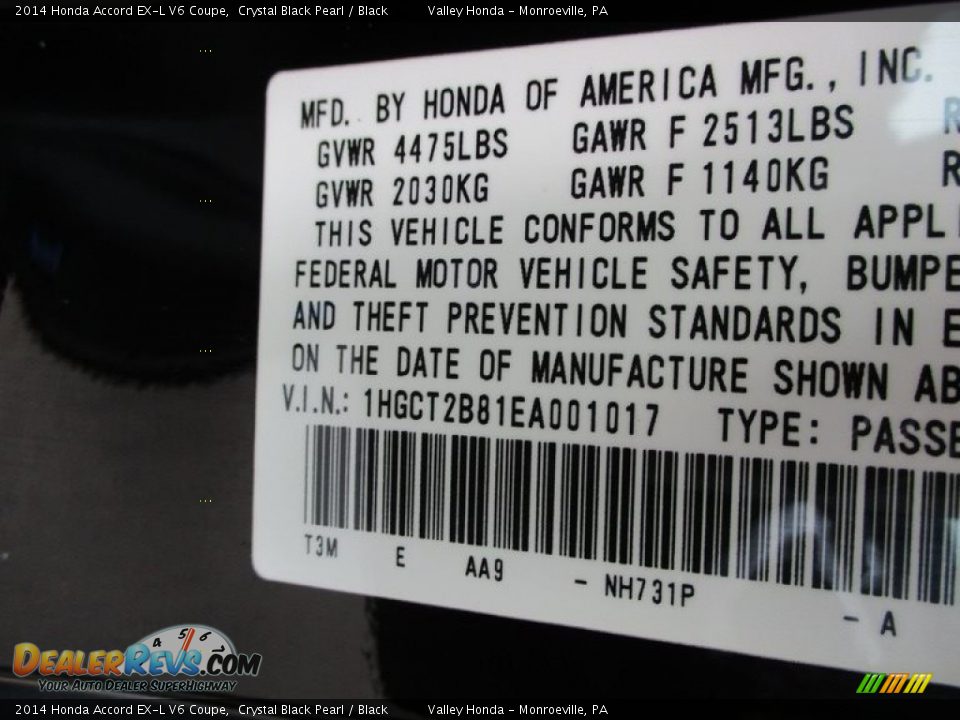 2014 Honda Accord EX-L V6 Coupe, Crystal Black Pearl / Black Valley Honda - Monroeville, PA
MFD. BY HONDA OF AMERICA MFG., INC.
GVWR 4475LBS GAWR F 2513LBS R
GVWR 2030KG GAWR F 1140KG R
THIS VEHICLE CONFORMS TO ALL APPLI
FEDERAL MOTOR VEHICLE SAFETY, BUMPE
AND THEFT PREVENTION STANDARDS IN E
ON THE DATE OF MANUFACTURE SHOWN AB
V.I.N.: 1HGCT2B81EA001017 TYPE: PASSE
T3M E AA9 - NH731P - A
4 5 6
DEALERREVS.COM
YOUR AUTO DEALER SUPERHIGHWAY
2014 Honda Accord EX-L V6 Coupe, Crystal Black Pearl / Black Valley Honda - Monroeville, PA